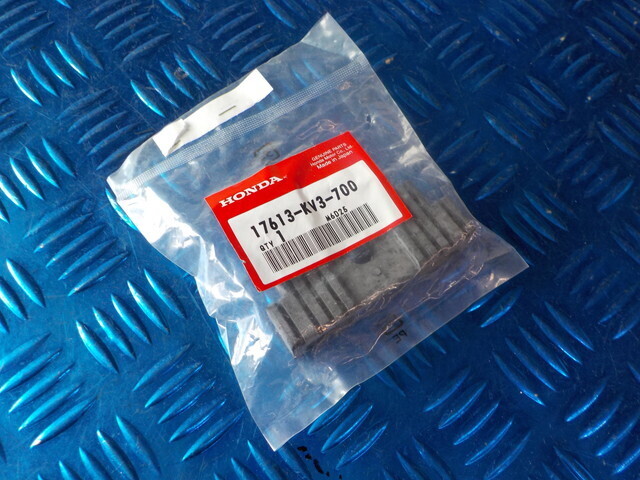 HONDA
GENUINE PARTS
Honda Motor Co., Ltd.
Made in Japan
17613-KV3-700
QTY 1
M6026